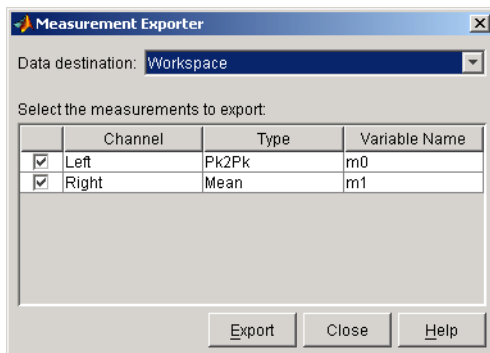 Measurement Exporter
Data destination: Workspace
Select the measurements to export:
Channel Type Variable Name
Left Pk2Pk m0
Right Mean m1
Export Close Help